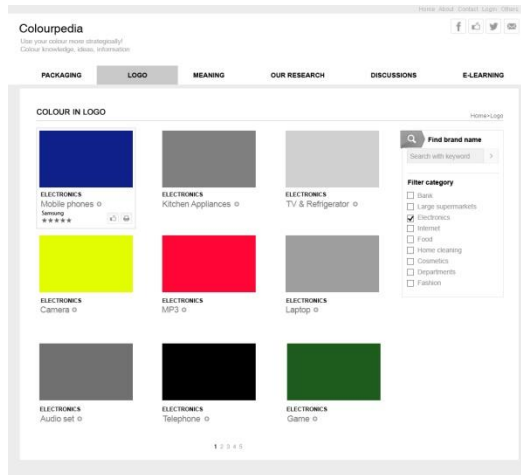 Home About Contact Login Others
Colourpedia
Use your colour more strategically!
Colour knowledge, ideas, information
PACKAGING LOGO MEANING OUR RESEARCH DISCUSSIONS E-LEARNING
COLOUR IN LOGO
Home>Logo
ELECTRONICS
Mobile phones
Samsung
ELECTRONICS
Kitchen Appliances
ELECTRONICS
TV & Refrigerator
Find brand name
Search with keyword
Filter category
Bank
Large supermarkets
Electronics
Internet
Food
Home cleaning
Cosmetics
Departments
Fashion
ELECTRONICS
Camera
ELECTRONICS
MP3
ELECTRONICS
Laptop
ELECTRONICS
Audio set
ELECTRONICS
Telephone
ELECTRONICS
Game
1 2 3 4 5